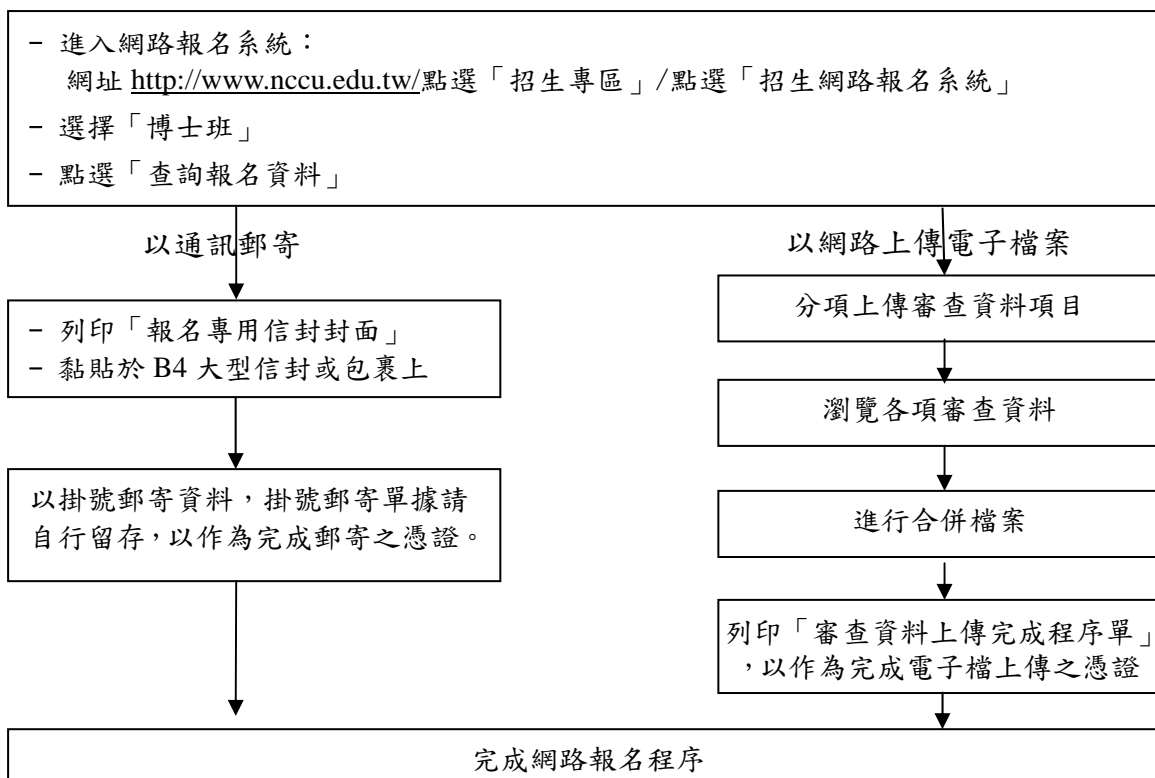 - 進入網路報名系統：
網址 http://www.nccu.edu.tw/點選「招生專區」/點選「招生網路報名系統」
- 選擇「博士班」
- 點選「查詢報名資料」
以通訊郵寄
- 列印「報名專用信封封面」
- 黏貼於 B4 大型信封或包裹上
以掛號郵寄資料，掛號郵寄單據請
自行留存，以作為完成郵寄之憑證。
以網路上傳電子檔案
分項上傳審查資料項目
瀏覽各項審查資料
進行合併檔案
列印「審查資料上傳完成程序單」
，以作為完成電子檔上傳之憑證
完成網路報名程序